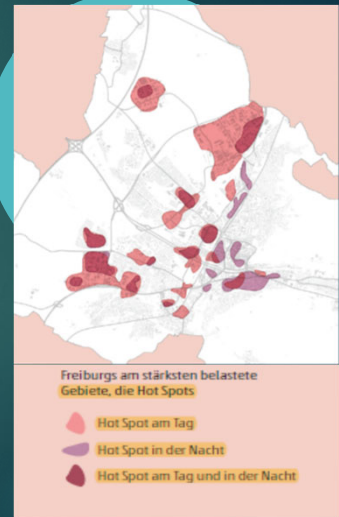 Freiburgs am stärksten belastete
Gebiete, die Hot Spots
Hot Spot am Tag
Hot Spot in der Nacht
Hot Spot am Tag und in der Nacht